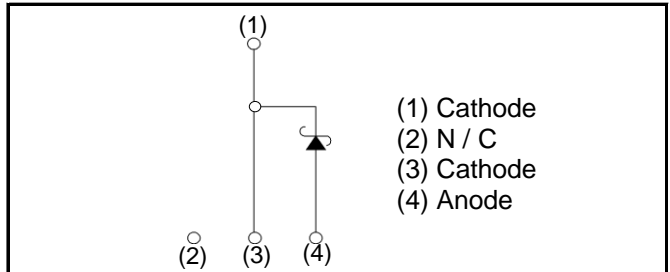 (1)
(1) Cathode
(2) N / C
(3) Cathode
(4) Anode
(2) (3) (4)